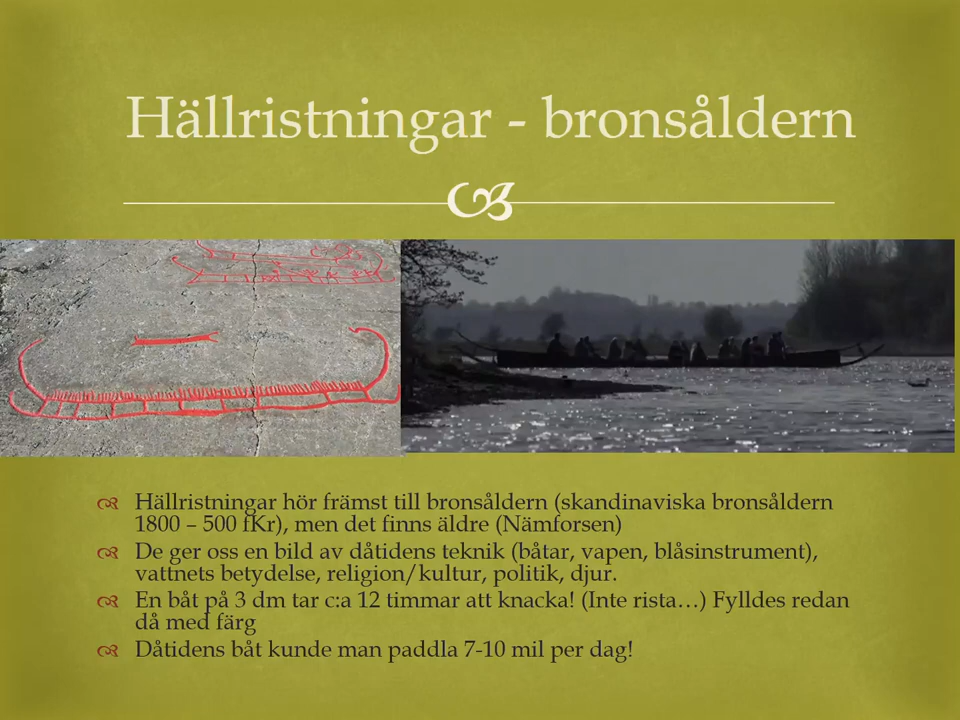 Hällristningar - bronsåldern
Hällristningar hör främst till bronsåldern (skandinaviska bronsåldern
1800 – 500 fKr), men det finns äldre (Nämforsen)
De ger oss en bild av dåtidens teknik (båtar, vapen, blåsinstrument),
vattnets betydelse, religion/kultur, politik, djur.
En båt på 3 dm tar c:a 12 timmar att knacka! (Inte rista…) Fylldes redan
då med färg
Dåtidens båt kunde man paddla 7-10 mil per dag!